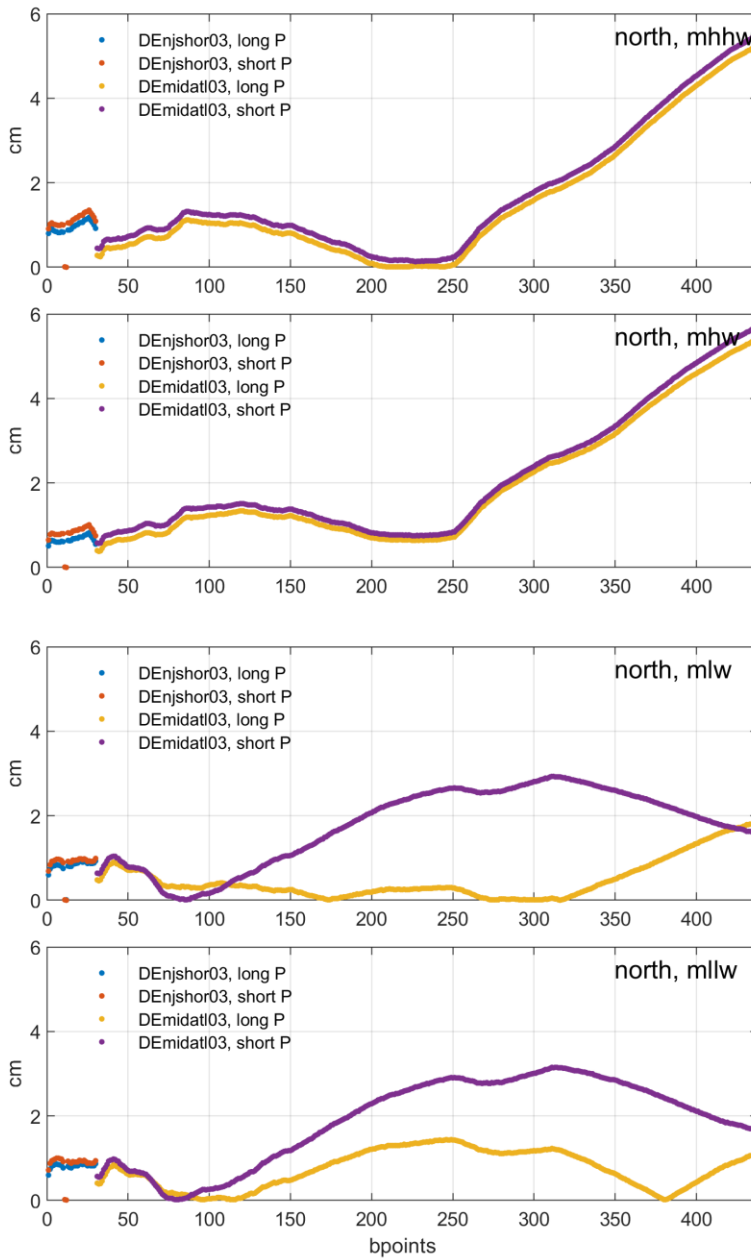 6
north, mhhw
DEnjshor03, long P
DEnjshor03, short P
DEmidatl03, long P
DEmidatl03, short P
4
cm
2
0
0 50 100 150 200 250 300 350 400
6
north, mhw
DEnjshor03, long P
DEnjshor03, short P
DEmidatl03, long P
DEmidatl03, short P
4
cm
2
0
0 50 100 150 200 250 300 350 400
6
north, mlw
DEnjshor03, long P
DEnjshor03, short P
DEmidatl03, long P
DEmidatl03, short P
4
cm
2
0
0 50 100 150 200 250 300 350 400
6
north, mllw
DEnjshor03, long P
DEnjshor03, short P
DEmidatl03, long P
DEmidatl03, short P
4
cm
2
0
0 50 100 150 200 250 300 350 400
bpoints